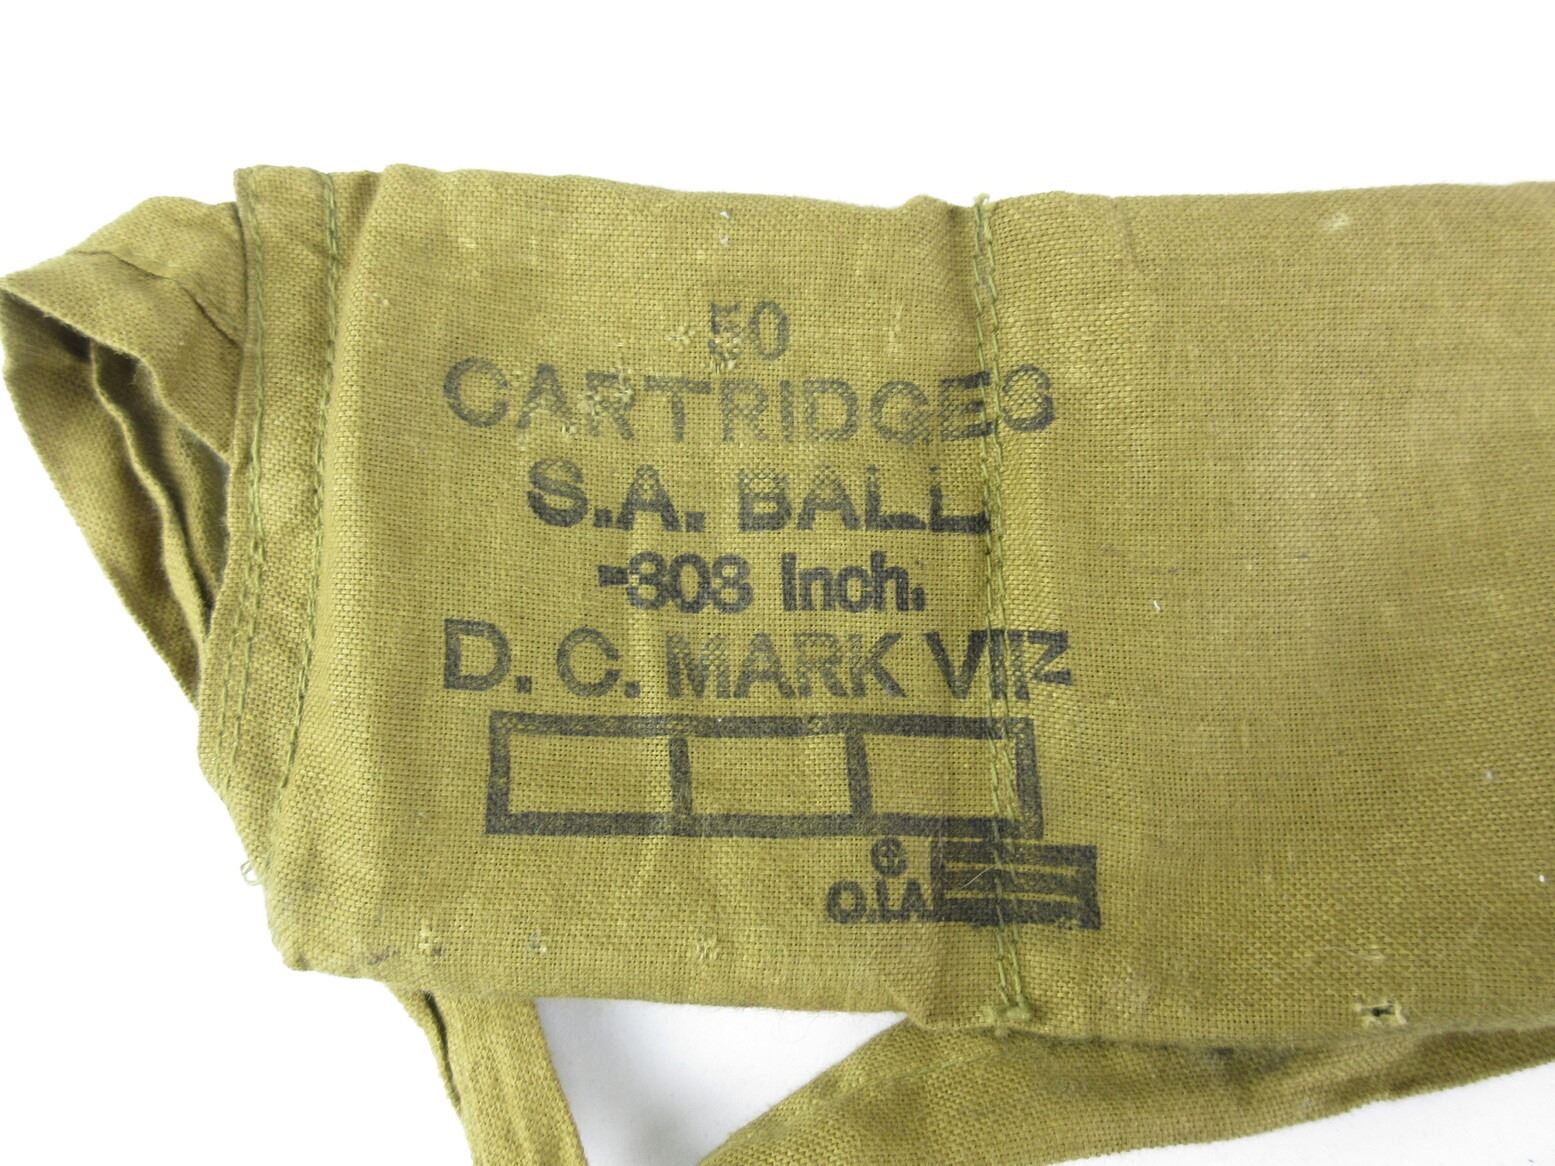 50
CARTRIDGES
S.A. BALL
·303 Inch.
D.C. MARK VIIZ
C
O.I.A